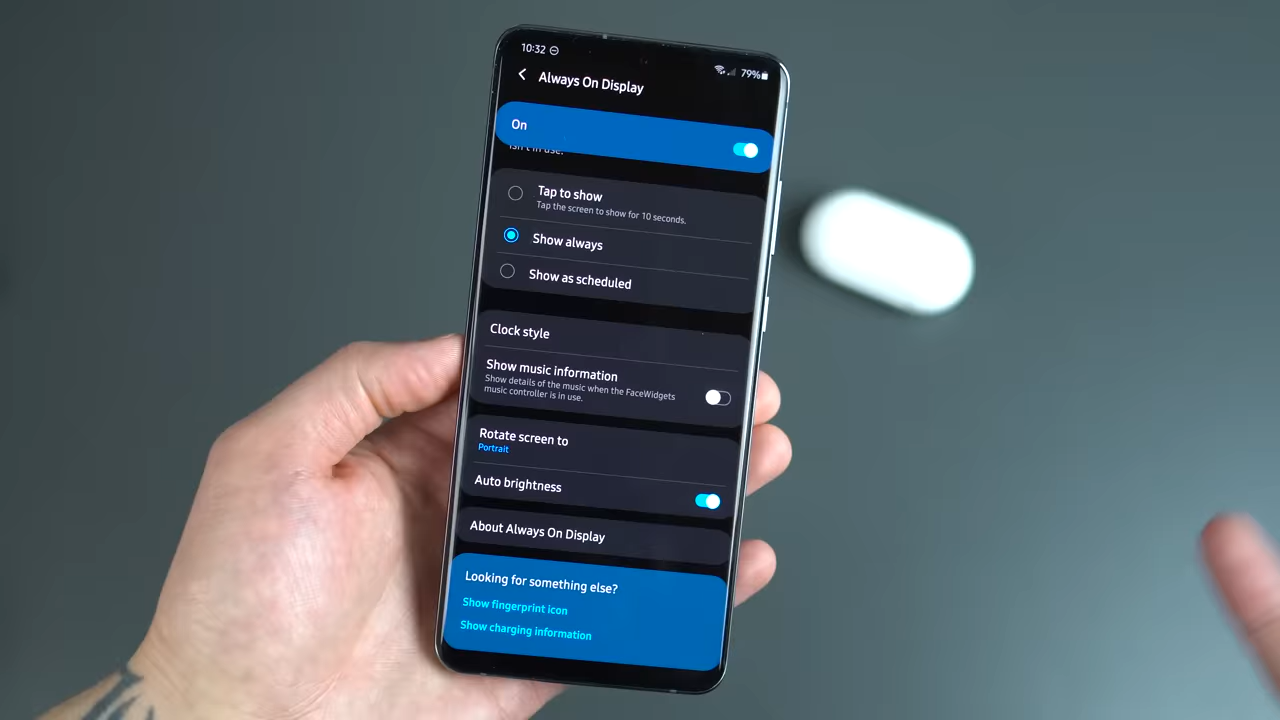 10:32
79%
Always On Display
On
isn't in use.
Tap to show
Tap the screen to show for 10 seconds.
Show always
Show as scheduled
Clock style
Show music information
Show details of the music when the FaceWidgets
music controller is in use.
Rotate screen to
Portrait
Auto brightness
About Always On Display
Looking for something else?
Show fingerprint icon
Show charging information